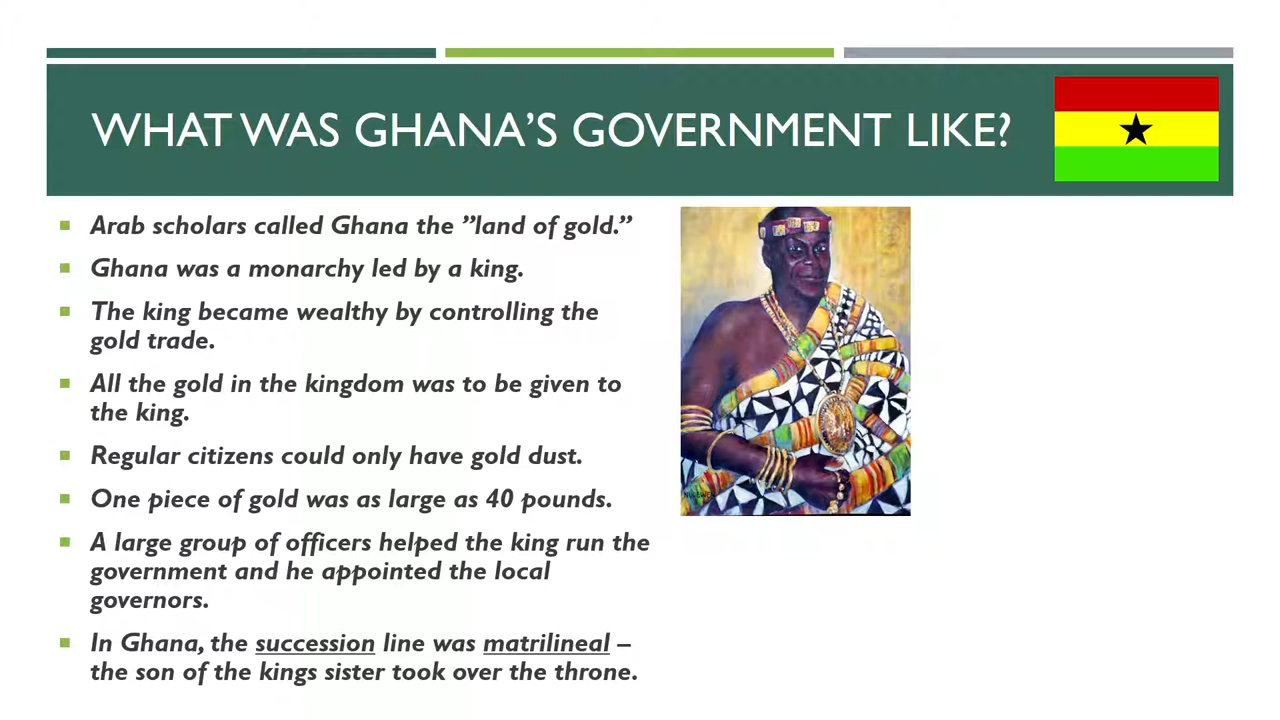 WHAT WAS GHANA’S GOVERNMENT LIKE?
Arab scholars called Ghana the ”land of gold.”
Ghana was a monarchy led by a king.
The king became wealthy by controlling the
gold trade.
All the gold in the kingdom was to be given to
the king.
Regular citizens could only have gold dust.
One piece of gold was as large as 40 pounds.
A large group of officers helped the king run the
government and he appointed the local
governors.
In Ghana, the succession line was matrilineal –
the son of the kings sister took over the throne.